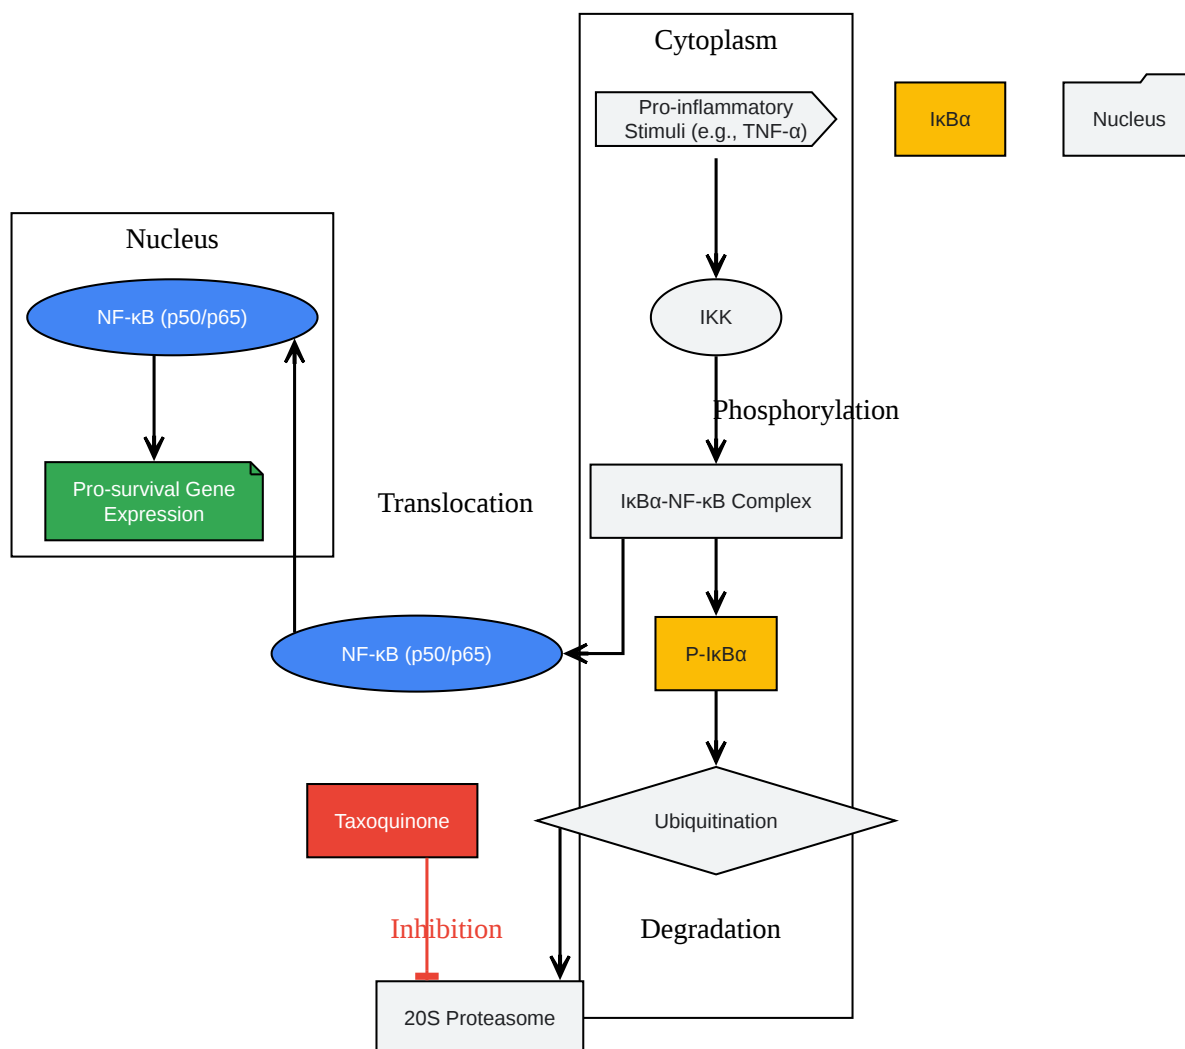 Cytoplasm
Pro-inflammatory
Stimuli (e.g., TNF-α)
IκBα
Nucleus
Nucleus
NF-κB (p50/p65)
IKK
Phosphorylation
Pro-survival Gene
Expression
Translocation
IκBα-NF-κB Complex
NF-κB (p50/p65)
P-IκBα
Taxoquinone
Ubiquitination
Inhibition
Degradation
20S Proteasome